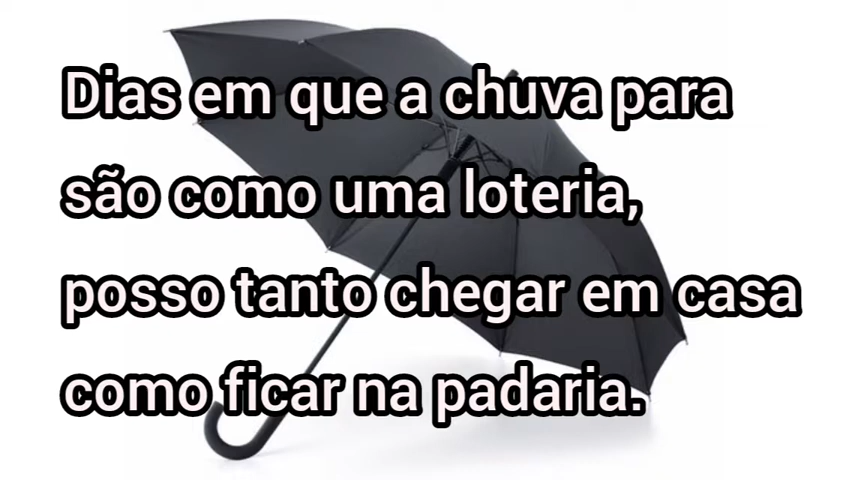 Dias em que a chuva para
são como uma loteria,
posso tanto chegar em casa
como ficar na padaria.